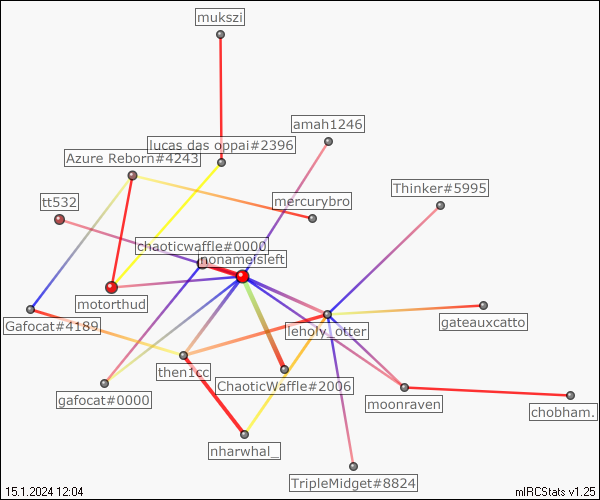 mukszi
amah1246
lucas das oppai#2396
Azure Reborn#4243
Thinker#5995
tt532
mercurybro
chaoticwaffle#0000
nonamersleft
motorthud
Gafocat#4189
leholy_otter
gateauxcatto
then1cc
ChaoticWaffle#2006
gafocat#0000
moonraven
chobham.
nharwhal_
TripleMidget#8824
15.1.2024 12:04
mIRCStats v1.25